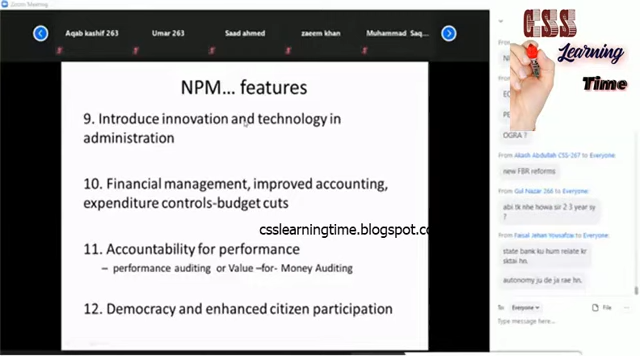 Zoom Meeting
Aqab kashif 263
Umar 263
Saad ahmed
zaeem khan
Muhammad Saq...
CSS
Learning
Time
NPM... features
9. Introduce innovation and technology in
administration
10. Financial management, improved accounting,
expenditure controls-budget cuts
csslearningtime.blogspot.co
11. Accountability for performance
– performance auditing or Value –for- Money Auditing
12. Democracy and enhanced citizen participation
OGRA ?
From Akash Abdullah CSS-267 to Everyone:
new FBR reforms
From Gul Nazar 266 to Everyone:
abi tk nhe howa sir 2 3 year sy
?
From Faisal Jehan Yousafzai to Everyone:
state bank ku hum relate kr
sktai hn.
autonomy ju de ja rae hn.
To: Everyone
File
Type message here...